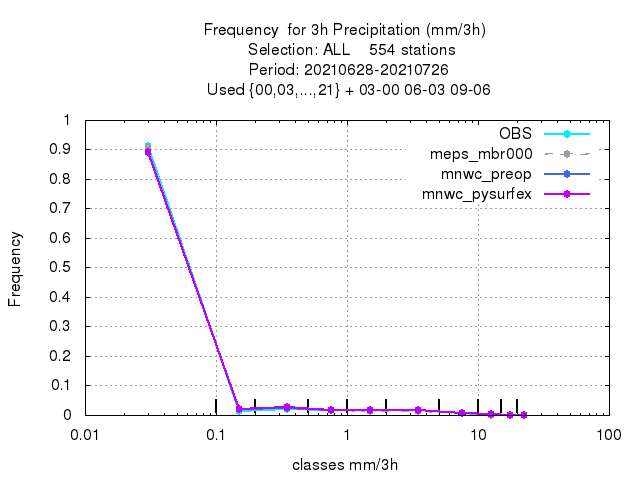 Frequency  for 3h Precipitation (mm/3h)
Selection: ALL    554 stations
Period: 20210628-20210726
Used {00,03,...,21} + 03-00 06-03 09-06
OBS
meps_mbr000
mnwc_preop
mnwc_pysurfex
Frequency
1
0.9
0.8
0.7
0.6
0.5
0.4
0.3
0.2
0.1
0
0.01 0.1 1 10 100
classes mm/3h